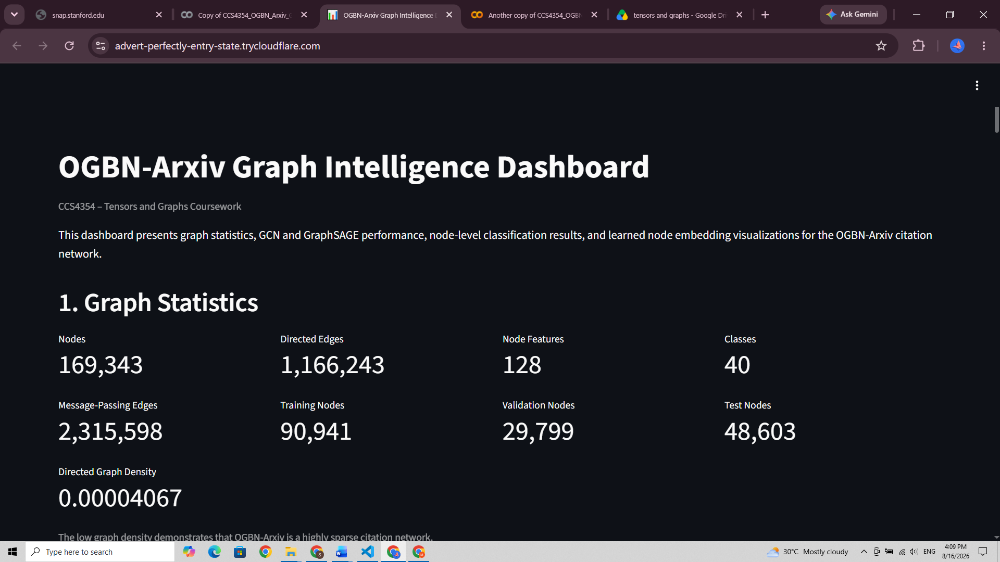 snap.stanford.edu
Copy of CCS4354_OGBN_Arxiv_
OGBN-Arxiv Graph Intelligence
Another copy of CCS4354_OGBN
tensors and graphs - Google Dri
Ask Gemini
advert-perfectly-entry-state.trycloudflare.com
OGBN-Arxiv Graph Intelligence Dashboard
CCS4354 – Tensors and Graphs Coursework
This dashboard presents graph statistics, GCN and GraphSAGE performance, node-level classification results, and learned node embedding visualizations for the OGBN-Arxiv citation
network.
1. Graph Statistics
Nodes Directed Edges Node Features Classes
169,343 1,166,243 128 40
Message-Passing Edges Training Nodes Validation Nodes Test Nodes
2,315,598 90,941 29,799 48,603
Directed Graph Density
0.00004067
The low graph density demonstrates that OGBN-Arxiv is a highly sparse citation network.
Type here to search
30°C Mostly cloudy
ENG
4:09 PM
8/16/2026